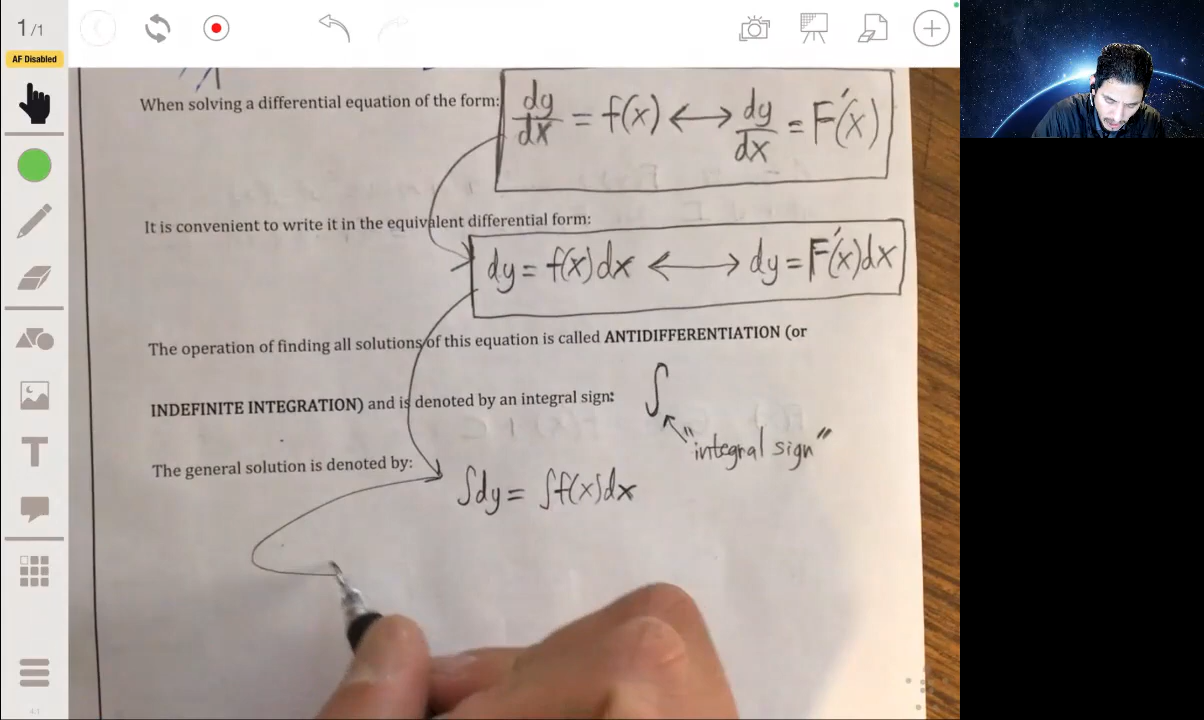 1/1
AF Disabled
When solving a differential equation of the form: dy/dx = f(x) ⟷ dy/dx = F'(x)
It is convenient to write it in the equivalent differential form:
dy = f(x)dx ⟷ dy = F'(x)dx
The operation of finding all solutions of this equation is called ANTIDIFFERENTIATION (or
INDEFINITE INTEGRATION) and is denoted by an integral sign: ∫
"integral sign"
The general solution is denoted by: ∫dy = ∫f(x)dx
T